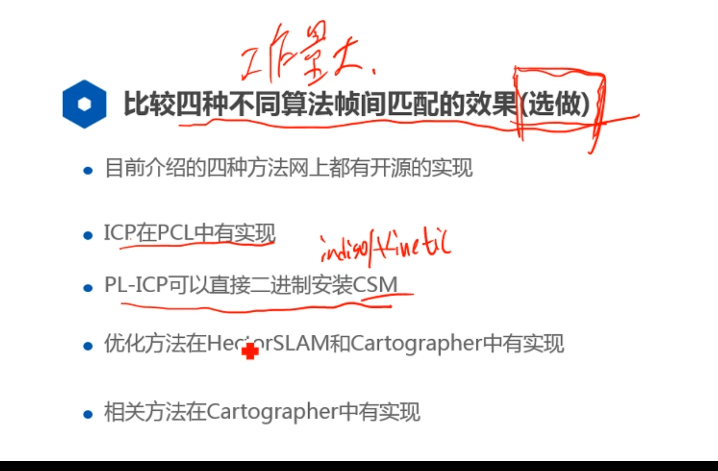 工作量大.
比较四种不同算法帧间匹配的效果(选做)
目前介绍的四种方法网上都有开源的实现
ICP在PCL中有实现
indigo/Kinetic
PL-ICP可以直接二进制安装CSM
优化方法在HectorSLAM和Cartographer中有实现
相关方法在Cartographer中有实现